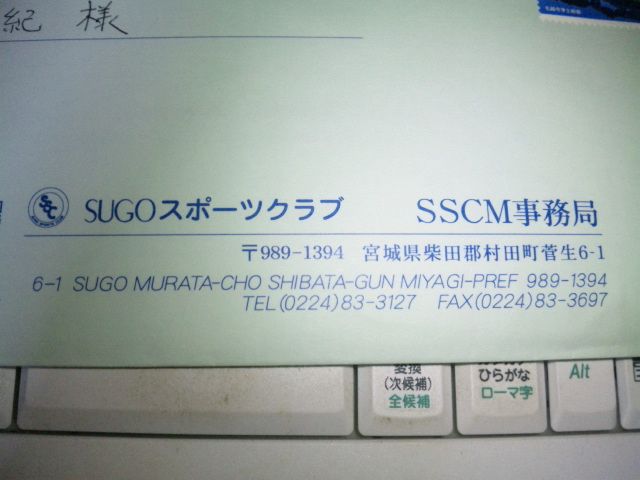 紀 様
SSC
SUGOスポーツクラブ SSCM事務局
〒989-1394 宮城県柴田郡村田町菅生6-1
6-1 SUGO MURATA-CHO SHIBATA-GUN MIYAGI-PREF 989-1394
TEL(0224)83-3127 FAX(0224)83-3697
変換
(次候補)
全候補
ひらがな
ローマ字
Alt